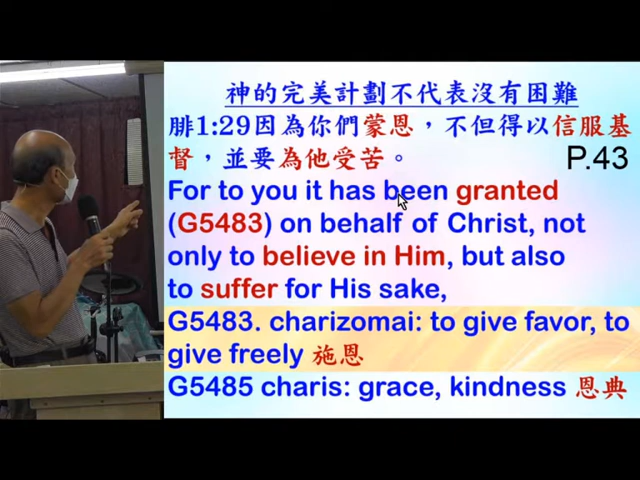 神的完美計劃不代表沒有困難
腓1:29因為你們蒙恩，不但得以信服基
督，並要為他受苦。
P.43
For to you it has been granted
(G5483) on behalf of Christ, not
only to believe in Him, but also
to suffer for His sake,
G5483. charizomai: to give favor, to
give freely 施恩
G5485 charis: grace, kindness 恩典